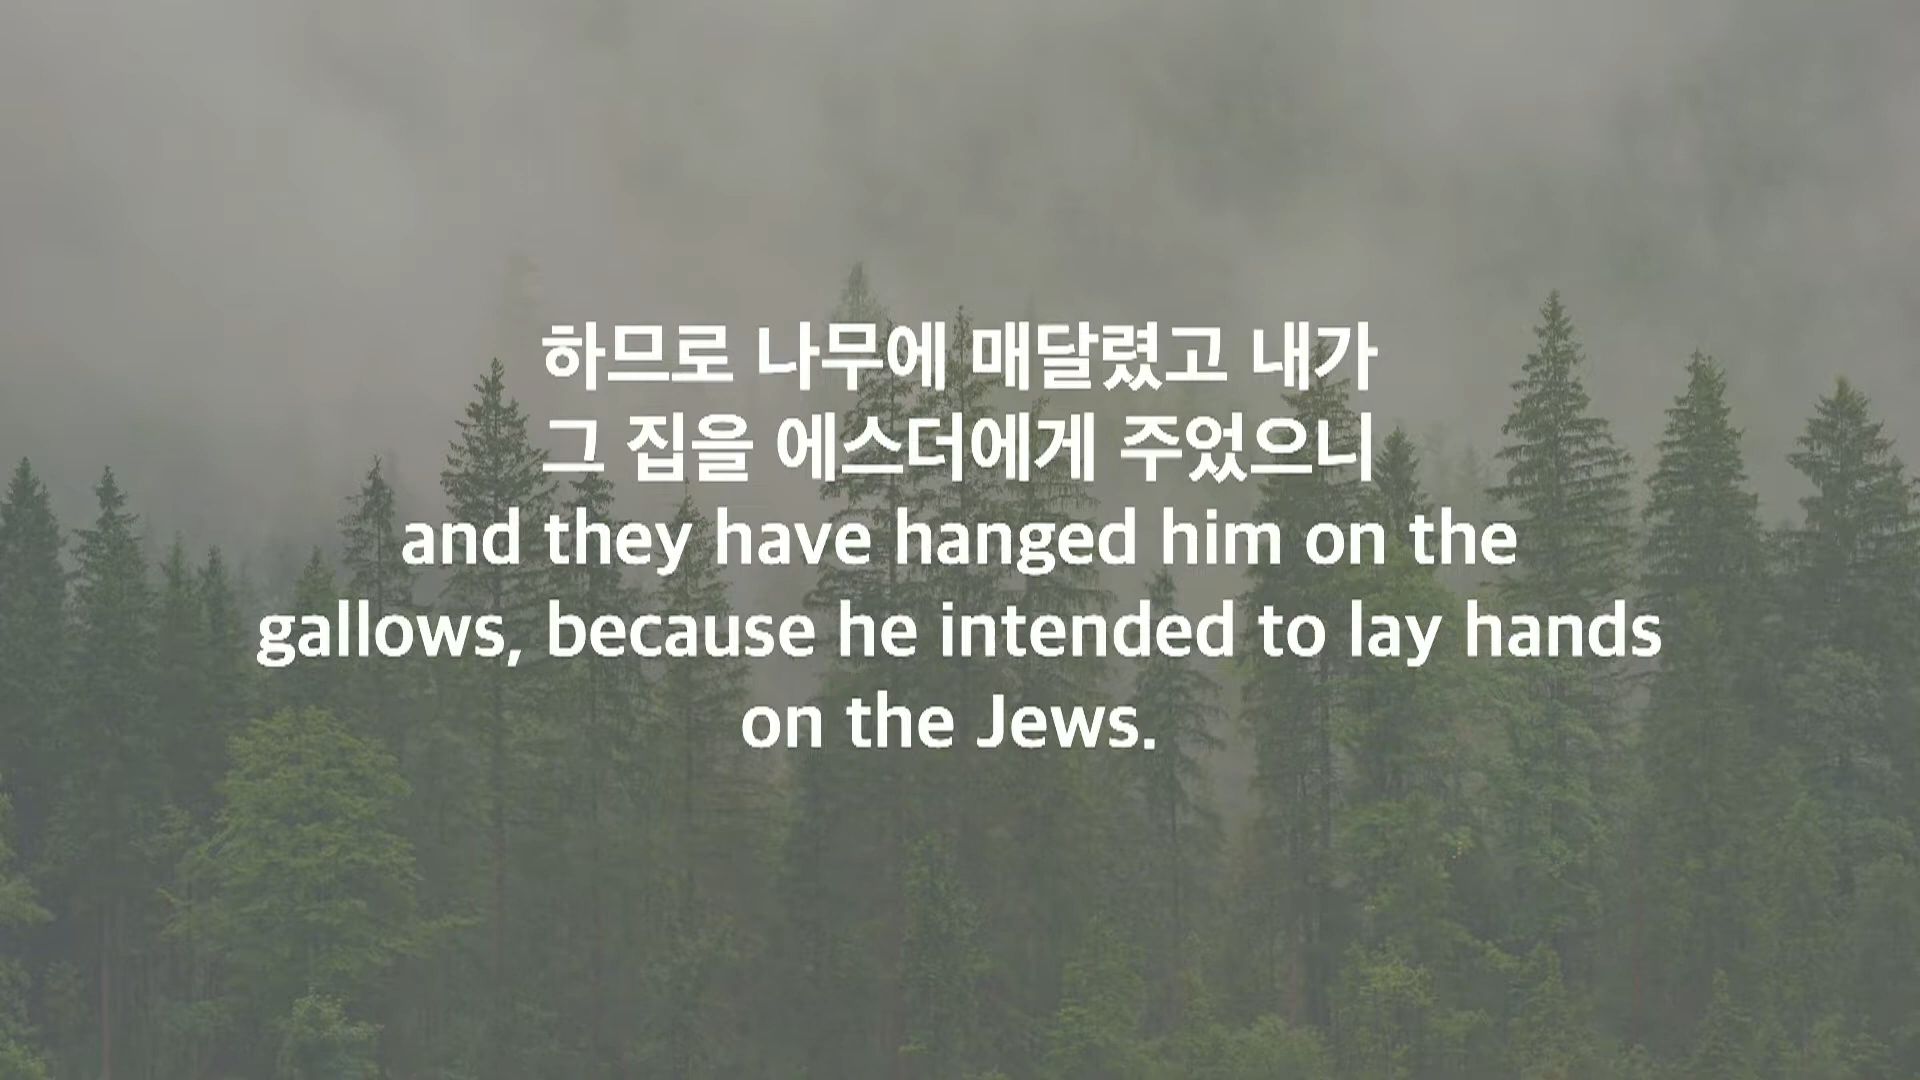 하므로 나무에 매달렸고 내가
그 집을 에스더에게 주었으니
and they have hanged him on the
gallows, because he intended to lay hands
on the Jews.